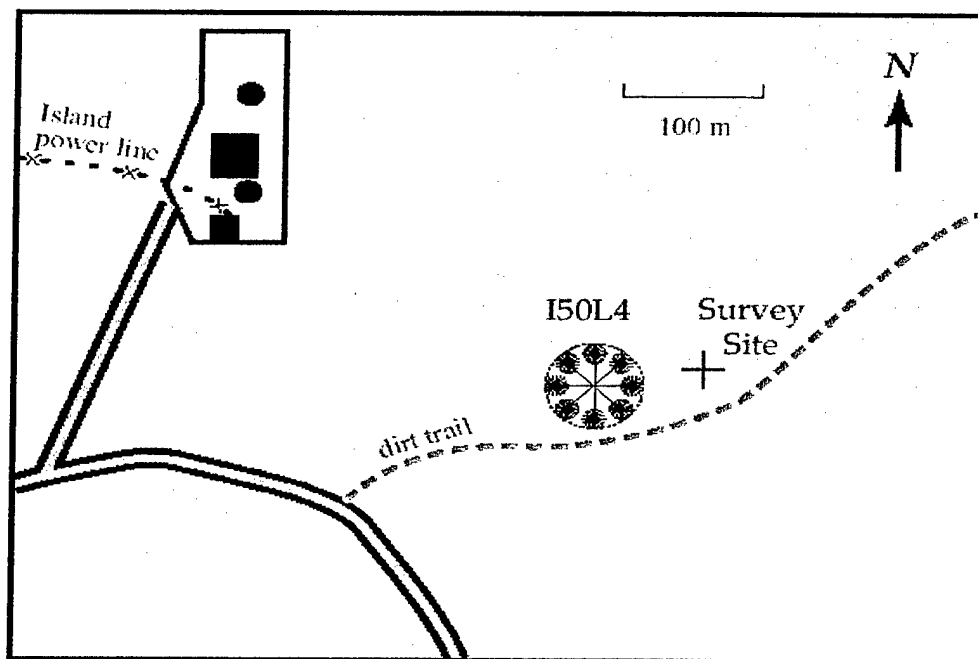 Island
power line
100 m
N
I50L4
Survey
Site
dirt trail